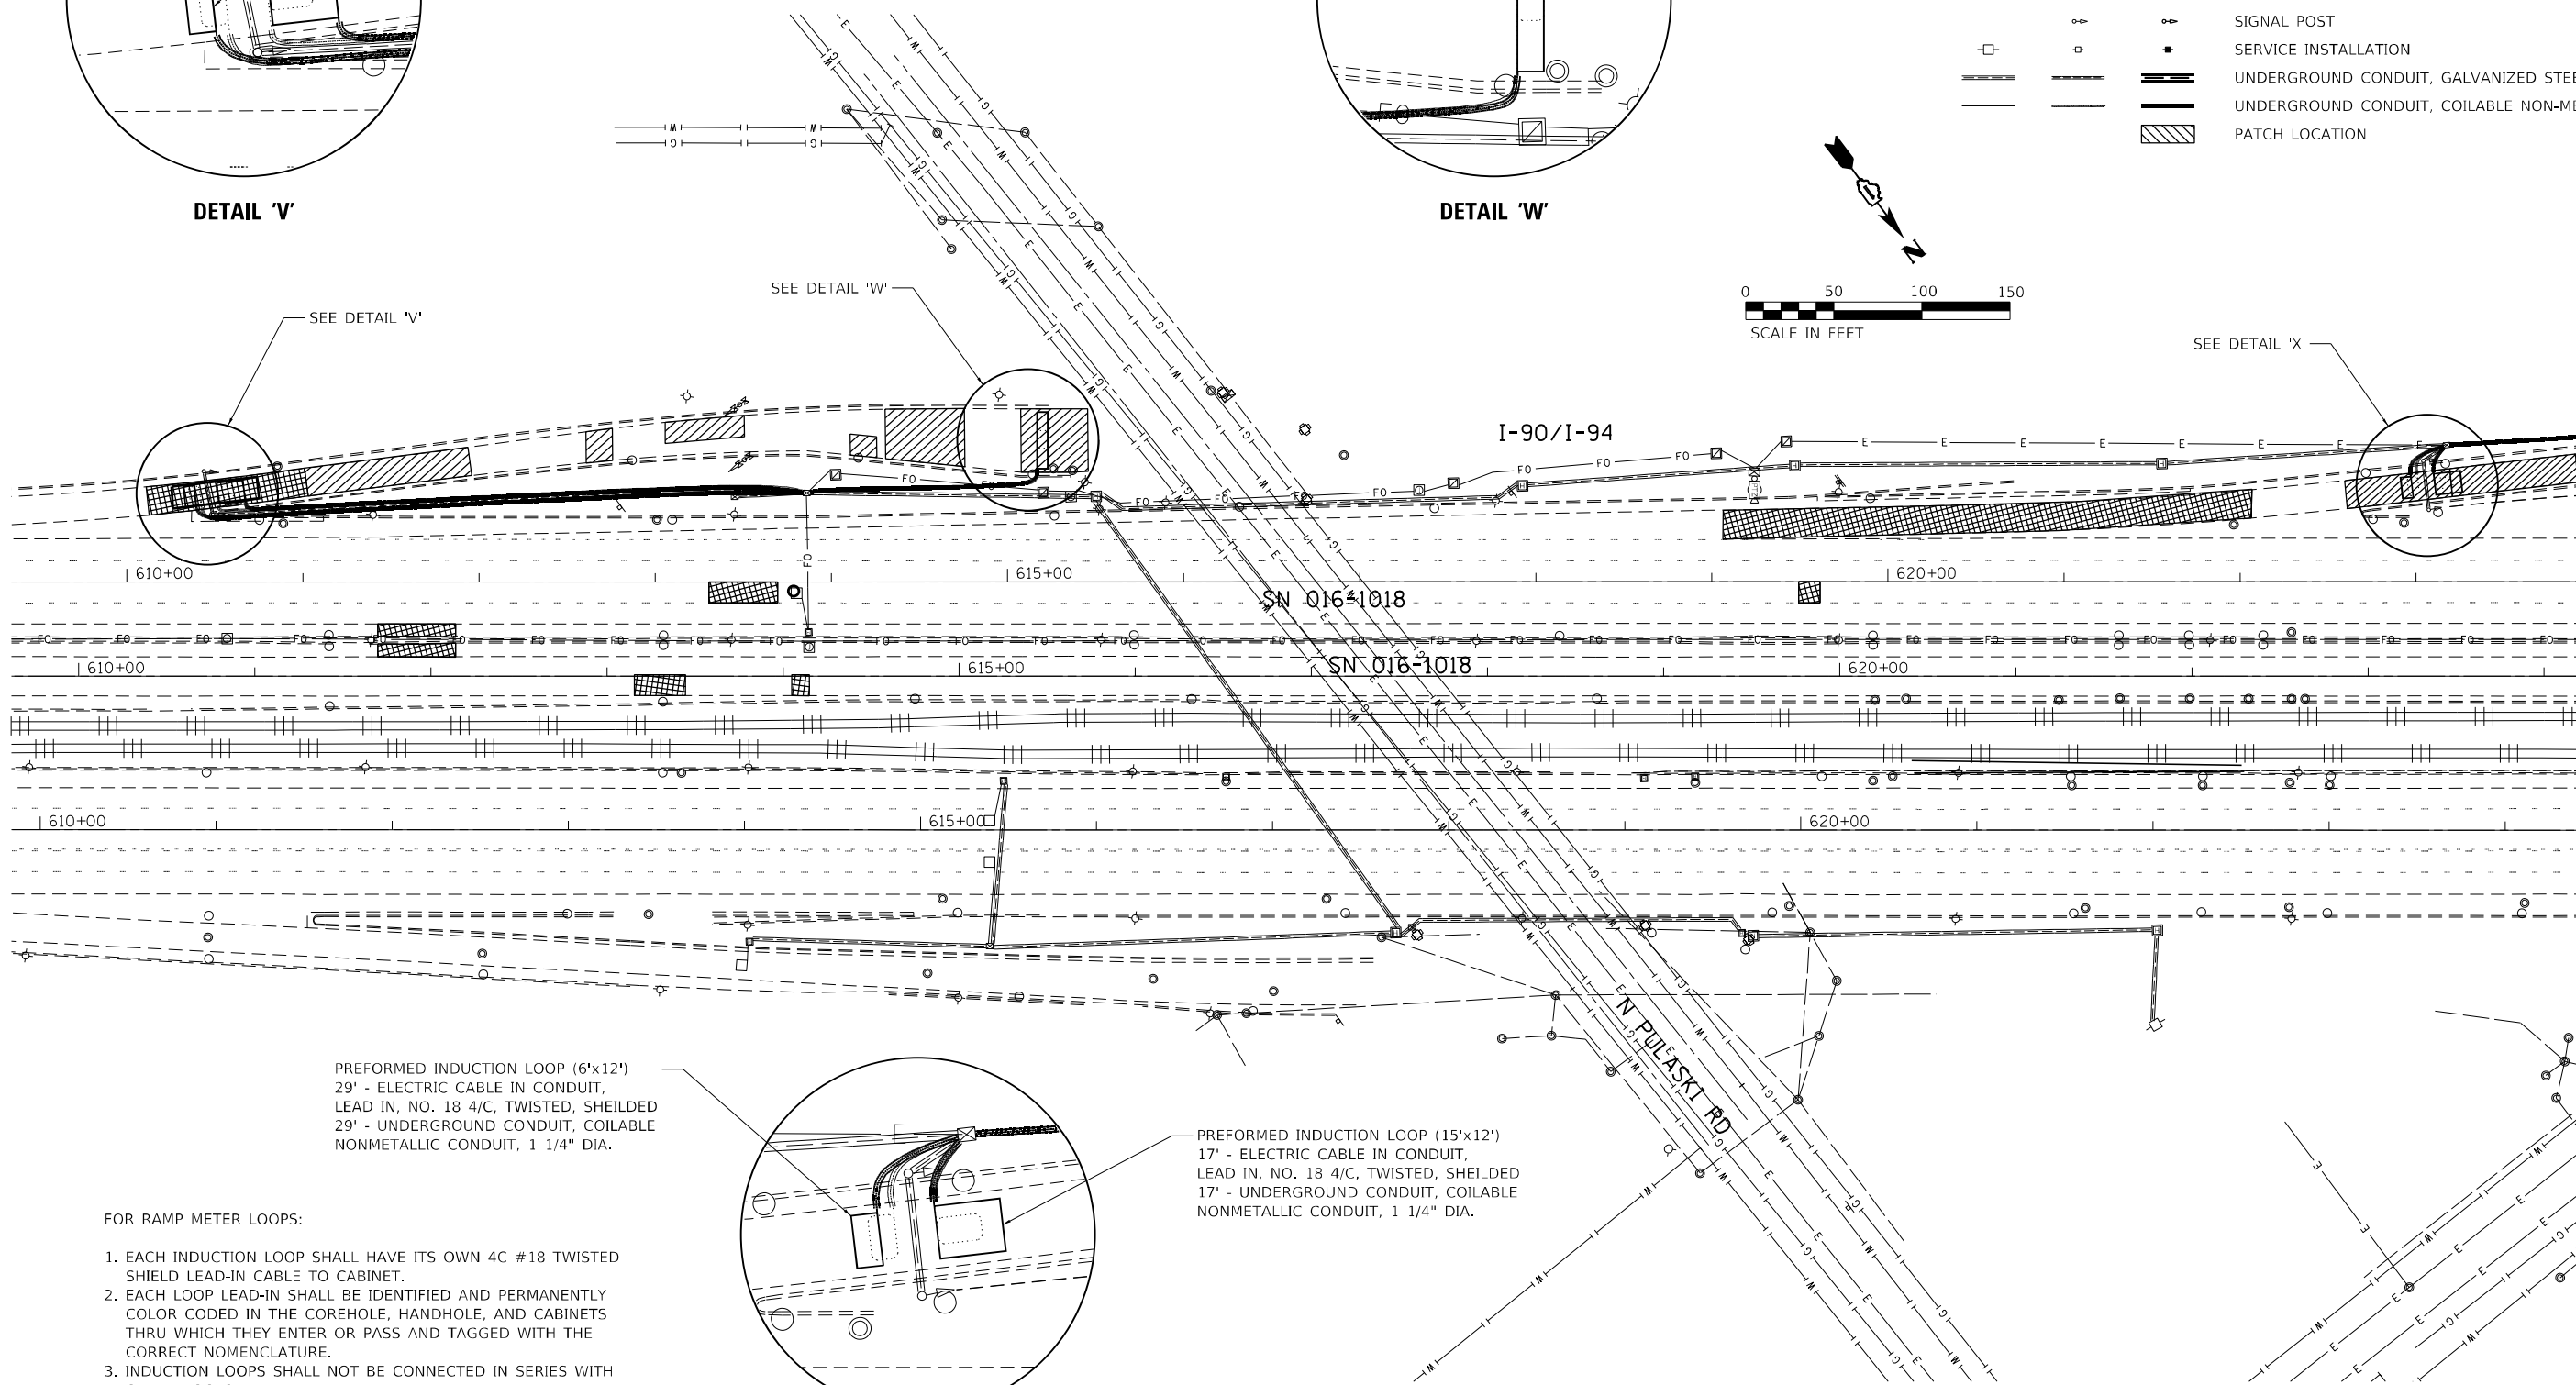 SIGNAL POST
SERVICE INSTALLATION
UNDERGROUND CONDUIT, GALVANIZED STEE
UNDERGROUND CONDUIT, COILABLE NON-ME
PATCH LOCATION
DETAIL 'V'
DETAIL 'W'
N
0 50 100 150
SCALE IN FEET
SEE DETAIL 'W'
SEE DETAIL 'V'
SEE DETAIL 'X'
I-90/I-94
610+00 615+00 620+00
SN 016-1018
610+00 615+00 620+00
SN 016-1018
610+00 615+00 620+00
N PULASKI RD
PREFORMED INDUCTION LOOP (6'x12')
29' - ELECTRIC CABLE IN CONDUIT,
LEAD IN, NO. 18 4/C, TWISTED, SHEILDED
29' - UNDERGROUND CONDUIT, COILABLE
NONMETALLIC CONDUIT, 1 1/4" DIA.
PREFORMED INDUCTION LOOP (15'x12')
17' - ELECTRIC CABLE IN CONDUIT,
LEAD IN, NO. 18 4/C, TWISTED, SHEILDED
17' - UNDERGROUND CONDUIT, COILABLE
NONMETALLIC CONDUIT, 1 1/4" DIA.
FOR RAMP METER LOOPS:
1. EACH INDUCTION LOOP SHALL HAVE ITS OWN 4C #18 TWISTED
SHIELD LEAD-IN CABLE TO CABINET.
2. EACH LOOP LEAD-IN SHALL BE IDENTIFIED AND PERMANENTLY
COLOR CODED IN THE COREHOLE, HANDHOLE, AND CABINETS
THRU WHICH THEY ENTER OR PASS AND TAGGED WITH THE
CORRECT NOMENCLATURE.
3. INDUCTION LOOPS SHALL NOT BE CONNECTED IN SERIES WITH